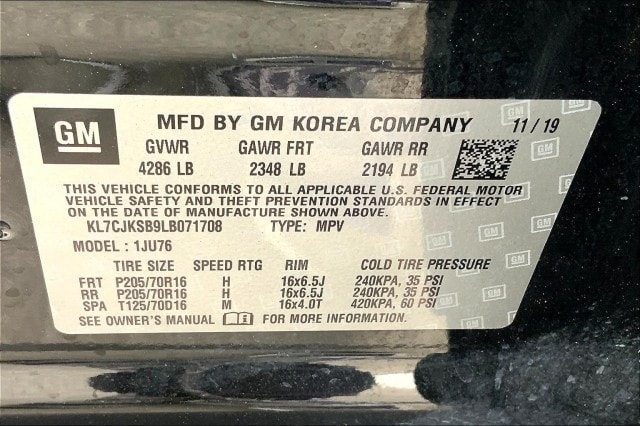 GM
MFD BY GM KOREA COMPANY 11/19
GVWR GAWR FRT GAWR RR
4286 LB 2348 LB 2194 LB
THIS VEHICLE CONFORMS TO ALL APPLICABLE U.S. FEDERAL MOTOR
VEHICLE SAFETY AND THEFT PREVENTION STANDARDS IN EFFECT
ON THE DATE OF MANUFACTURE SHOWN ABOVE.
KL7CJKSB9LB071708 TYPE: MPV
MODEL: 1JU76
TIRE SIZE SPEED RTG RIM COLD TIRE PRESSURE
FRT P205/70R16 H 16x6.5J 240KPA, 35 PSI
RR P205/70R16 H 16x6.5J 240KPA, 35 PSI
SPA T125/70D16 M 16x4.0T 420KPA, 60 PSI
SEE OWNER'S MANUAL FOR MORE INFORMATION.